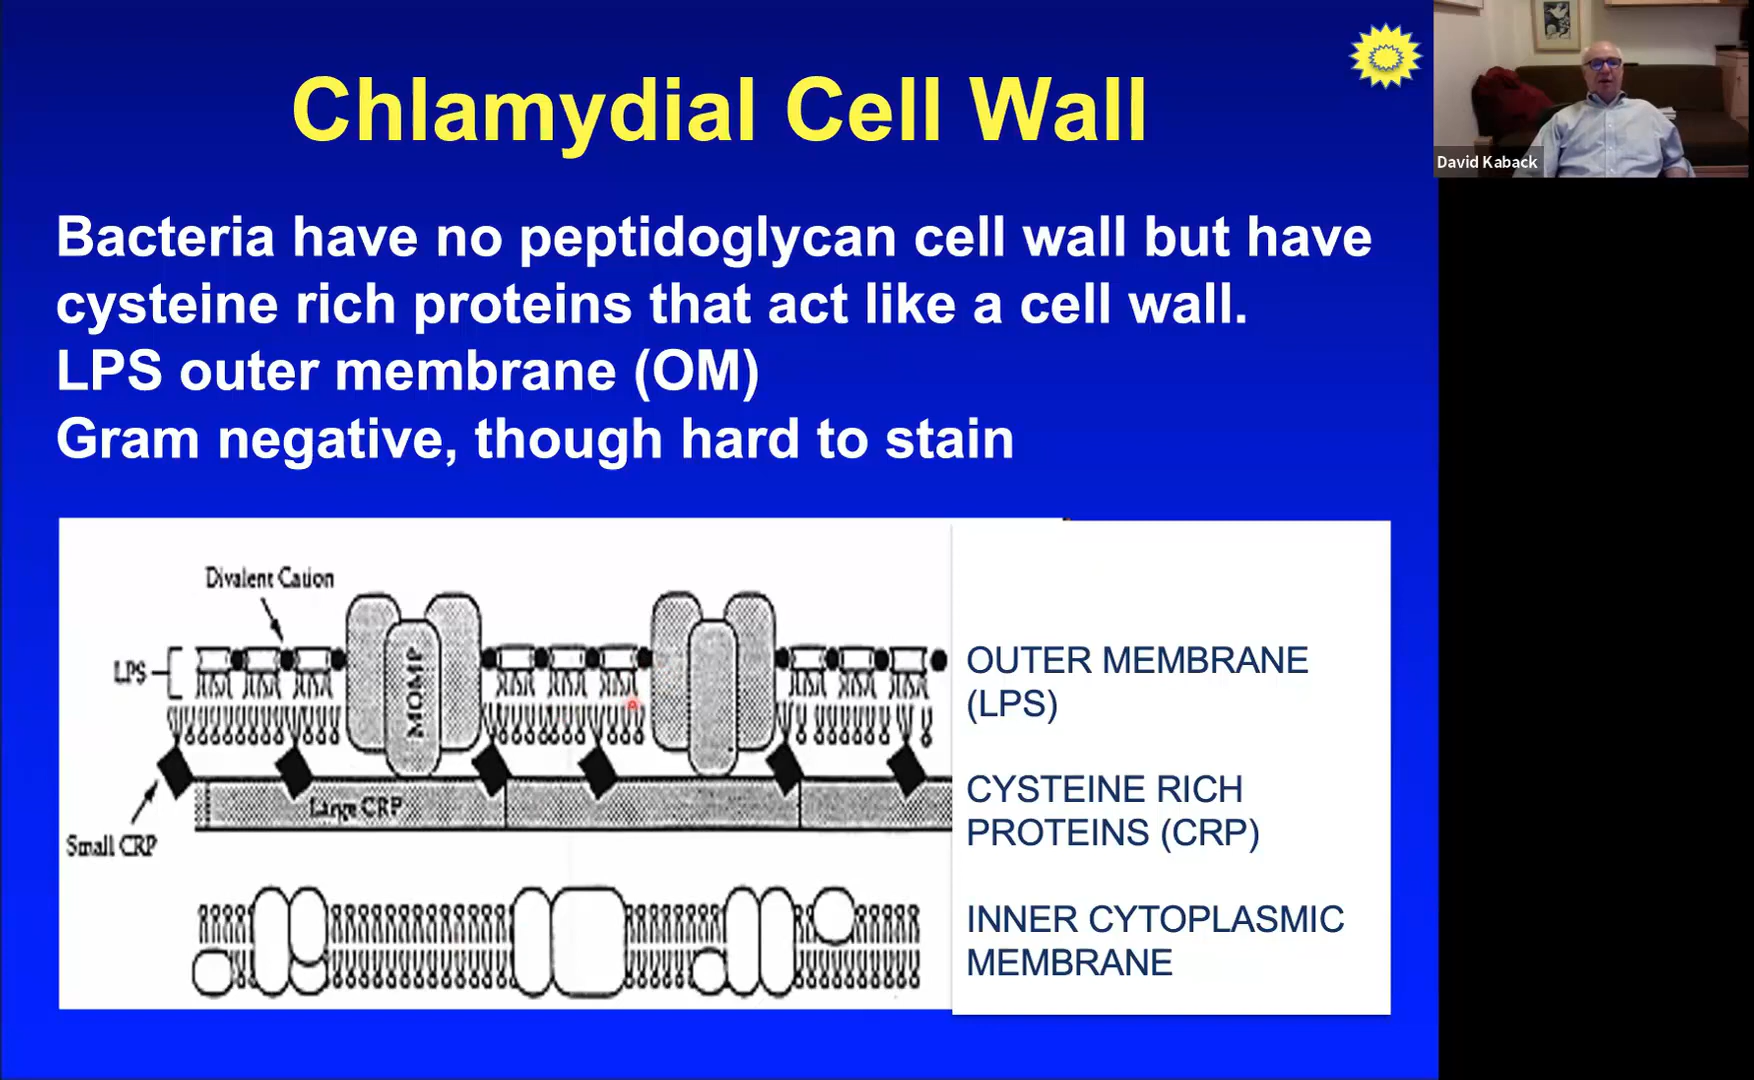 Chlamydial Cell Wall
David Kaback
Bacteria have no peptidoglycan cell wall but have
cysteine rich proteins that act like a cell wall.
LPS outer membrane (OM)
Gram negative, though hard to stain
Divalent Cation
LPS
MOMP
Large CRP
Small CRP
OUTER MEMBRANE
(LPS)
CYSTEINE RICH
PROTEINS (CRP)
INNER CYTOPLASMIC
MEMBRANE